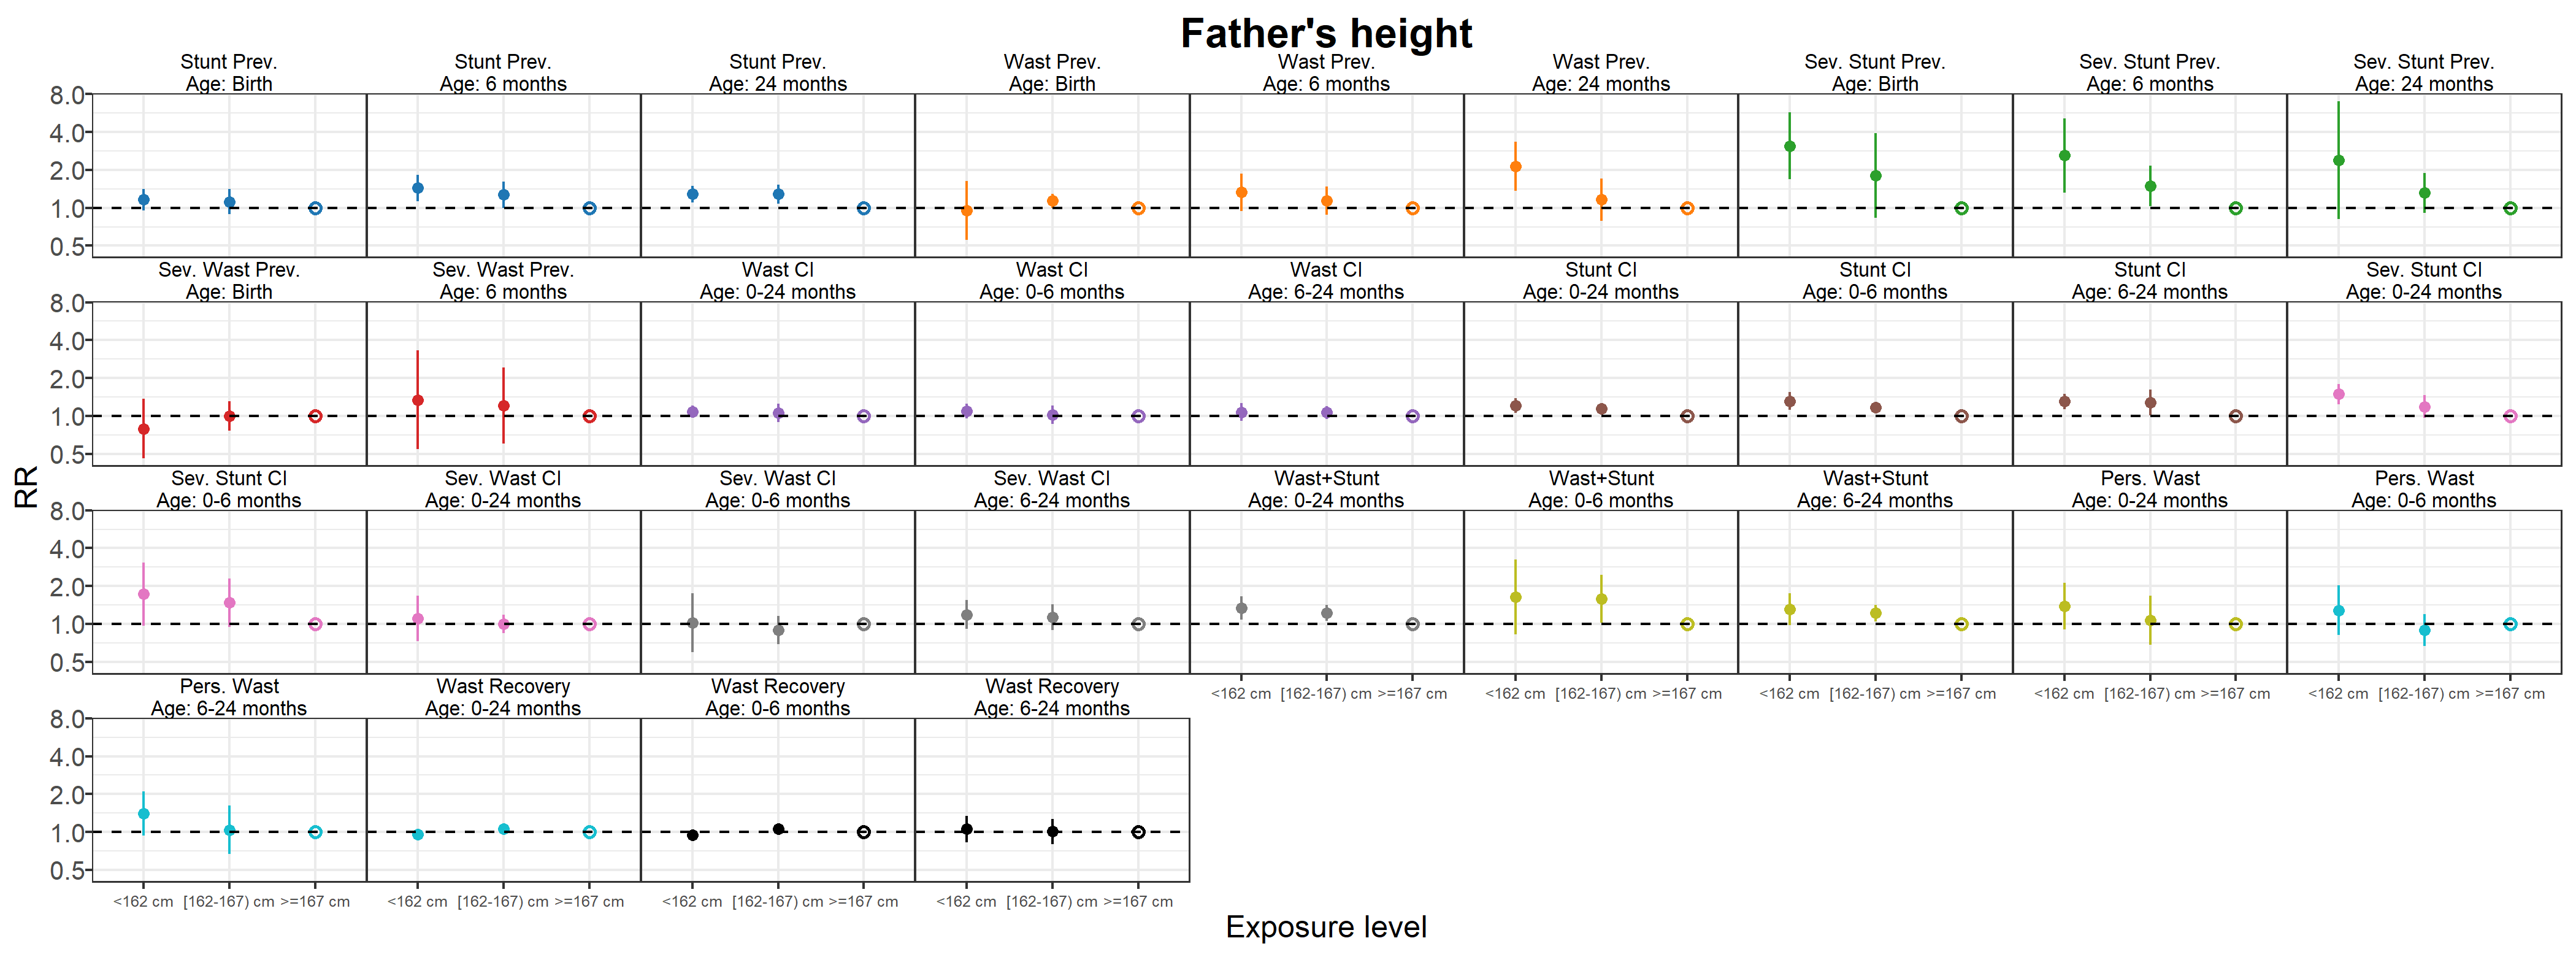 Father's height
Stunt Prev.
Age: Birth
Stunt Prev.
Age: 6 months
Stunt Prev.
Age: 24 months
Wast Prev.
Age: Birth
Wast Prev.
Age: 6 months
Wast Prev.
Age: 24 months
Sev. Stunt Prev.
Age: Birth
Sev. Stunt Prev.
Age: 6 months
Sev. Stunt Prev.
Age: 24 months
8.0
4.0
2.0
1.0
0.5
Sev. Wast Prev.
Age: Birth
Sev. Wast Prev.
Age: 6 months
Wast CI
Age: 0-24 months
Wast CI
Age: 0-6 months
Wast CI
Age: 6-24 months
Stunt CI
Age: 0-24 months
Stunt CI
Age: 0-6 months
Stunt CI
Age: 6-24 months
Sev. Stunt CI
Age: 0-24 months
8.0
4.0
2.0
1.0
0.5
RR
Sev. Stunt CI
Age: 0-6 months
Sev. Wast CI
Age: 0-24 months
Sev. Wast CI
Age: 0-6 months
Sev. Wast CI
Age: 6-24 months
Wast+Stunt
Age: 0-24 months
Wast+Stunt
Age: 0-6 months
Wast+Stunt
Age: 6-24 months
Pers. Wast
Age: 0-24 months
Pers. Wast
Age: 0-6 months
8.0
4.0
2.0
1.0
0.5
<162 cm [162-167) cm >=167 cm
<162 cm [162-167) cm >=167 cm
<162 cm [162-167) cm >=167 cm
<162 cm [162-167) cm >=167 cm
<162 cm [162-167) cm >=167 cm
Pers. Wast
Age: 6-24 months
Wast Recovery
Age: 0-24 months
Wast Recovery
Age: 0-6 months
Wast Recovery
Age: 6-24 months
8.0
4.0
2.0
1.0
0.5
<162 cm [162-167) cm >=167 cm
<162 cm [162-167) cm >=167 cm
<162 cm [162-167) cm >=167 cm
<162 cm [162-167) cm >=167 cm
Exposure level